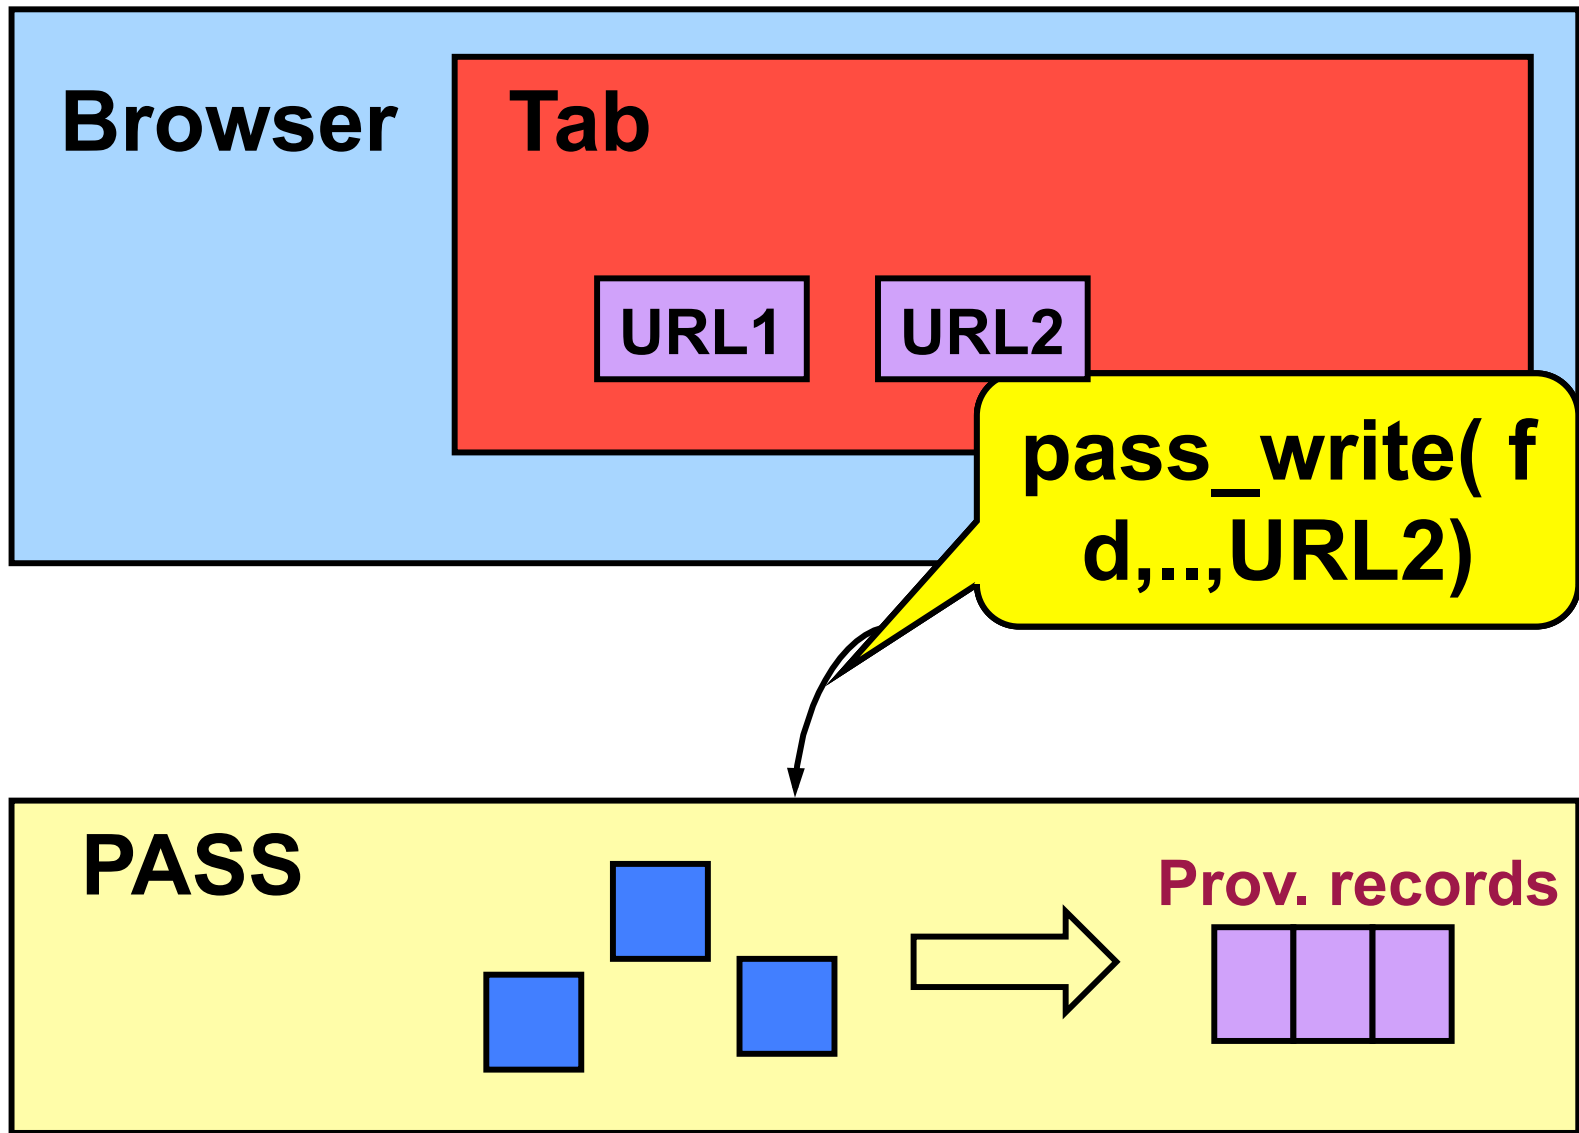 Browser
Tab
URL1
URL2
pass_write( f
d,..,URL2)
PASS
Prov. records